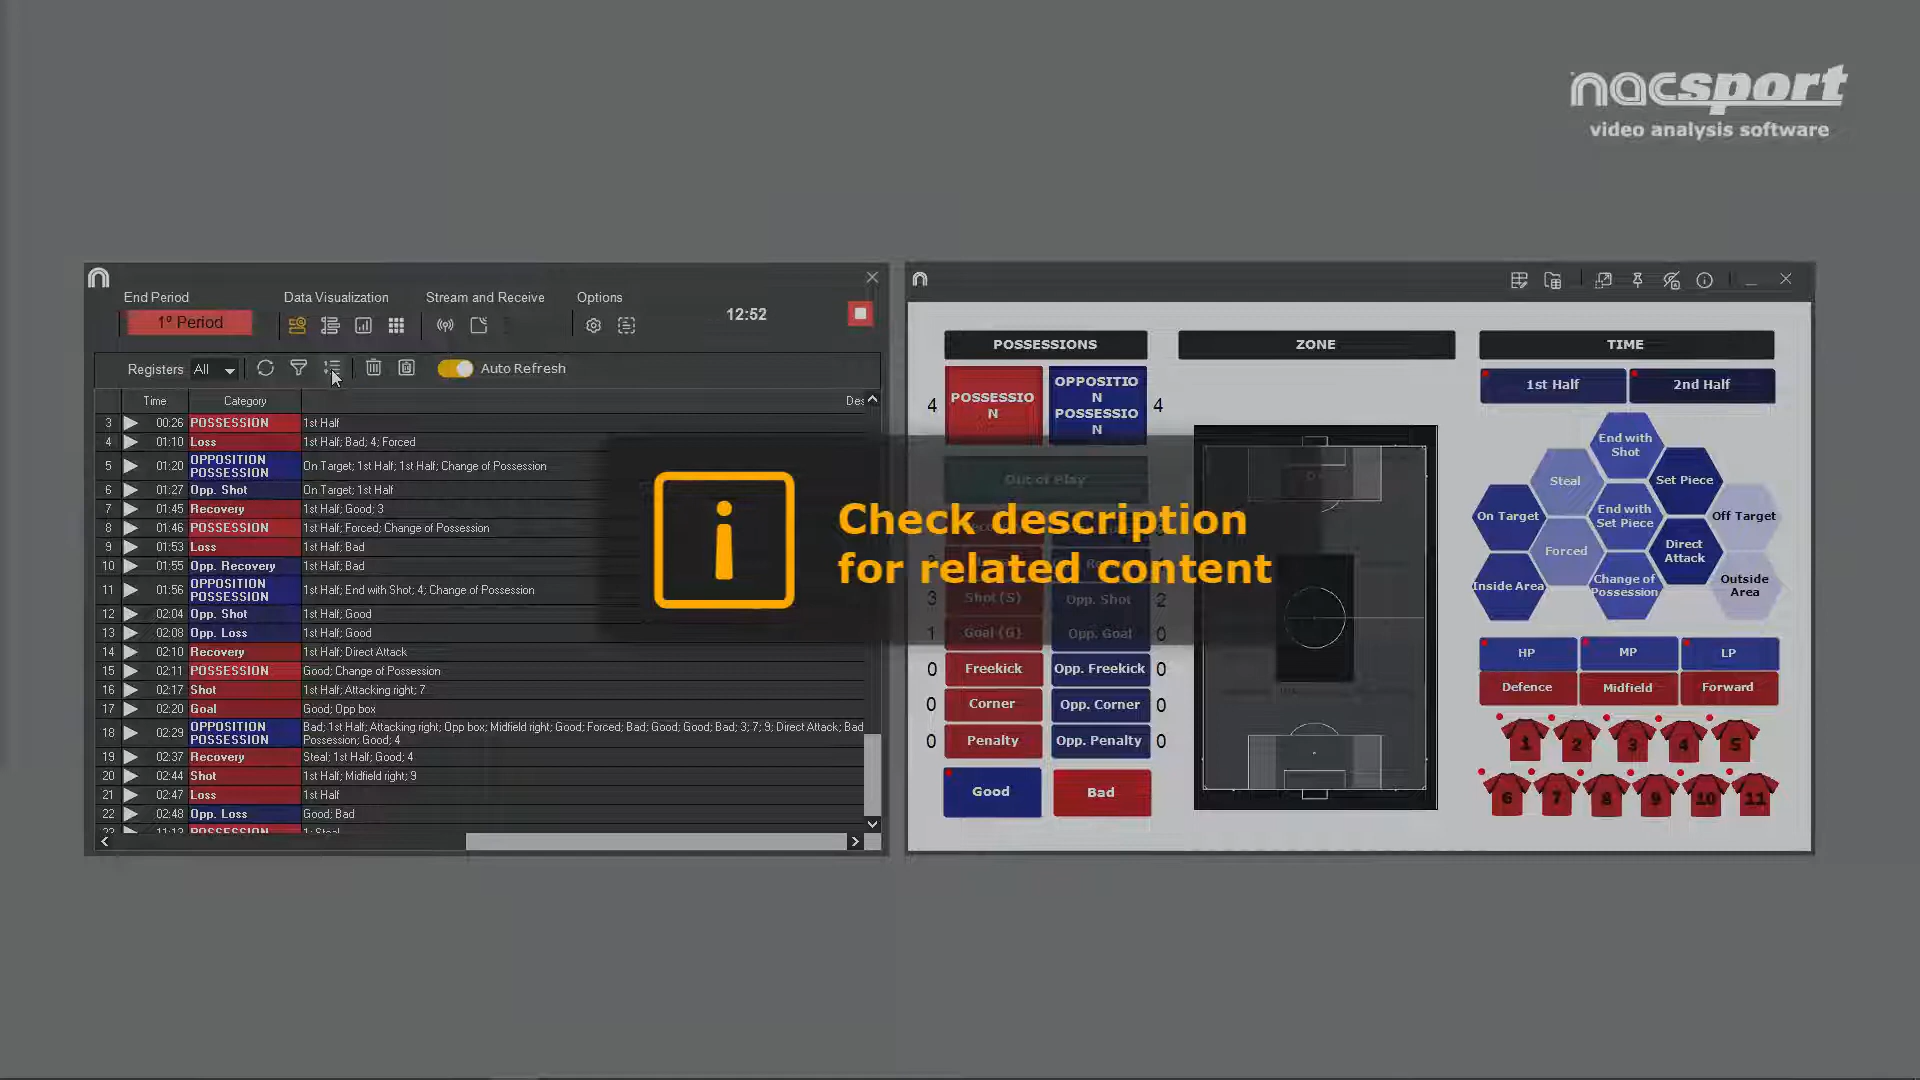 nacsport
video analysis software
End Period
Data Visualization
Stream and Receive
Options
1º Period
12:52
Registers
All
Auto Refresh
Time
Category
Des
3 00:26 POSSESSION 1st Half
4 01:10 Loss 1st Half; Bad; 4; Forced
5 01:20 OPPOSITION POSSESSION On Target; 1st Half; 1st Half; Change of Possession
6 01:27 Opp. Shot On Target; 1st Half
7 01:45 Recovery 1st Half; Good; 3
8 01:46 POSSESSION 1st Half; Forced; Change of Possession
9 01:53 Loss 1st Half; Bad
10 01:55 Opp. Recovery 1st Half; Bad
11 01:56 OPPOSITION POSSESSION 1st Half; End with Shot; 4; Change of Possession
12 02:04 Opp. Shot 1st Half; Good
13 02:08 Opp. Loss 1st Half; Good
14 02:10 Recovery 1st Half; Direct Attack
15 02:11 POSSESSION Good; Change of Possession
16 02:17 Shot 1st Half; Attacking right; 7
17 02:20 Goal Good; Opp box
18 02:29 OPPOSITION POSSESSION Bad; 1st Half; Attacking right; Opp box; Midfield right; Good; Forced; Bad; Good; Good; Bad; 3; 7; 9; Direct Attack; Bad
Possession; Good; 4
19 02:37 Recovery Steal; 1st Half; Good; 4
20 02:44 Shot 1st Half; Midfield right; 9
21 02:47 Loss 1st Half
22 02:48 Opp. Loss Good; Bad
23 11:13 POSSESSION 1; Steal
Check description
for related content
POSSESSIONS
4
POSSESSIO
N
OPPOSITIO
N
POSSESSIO
N
4
Out of Play
3 Shot (S) Opp. Shot 2
1 Goal (G) Opp. Goal 0
0 Freekick Opp. Freekick 0
0 Corner Opp. Corner 0
0 Penalty Opp. Penalty 0
Good
Bad
ZONE
TIME
1st Half
2nd Half
End with
Shot
Steal
Set Piece
On Target
End with
Set Piece
Off Target
Forced
Direct
Attack
Inside Area
Change of
Possession
Outside
Area
HP
MP
LP
Defence
Midfield
Forward
1 2 3 4 5
6 7 8 9 10 11